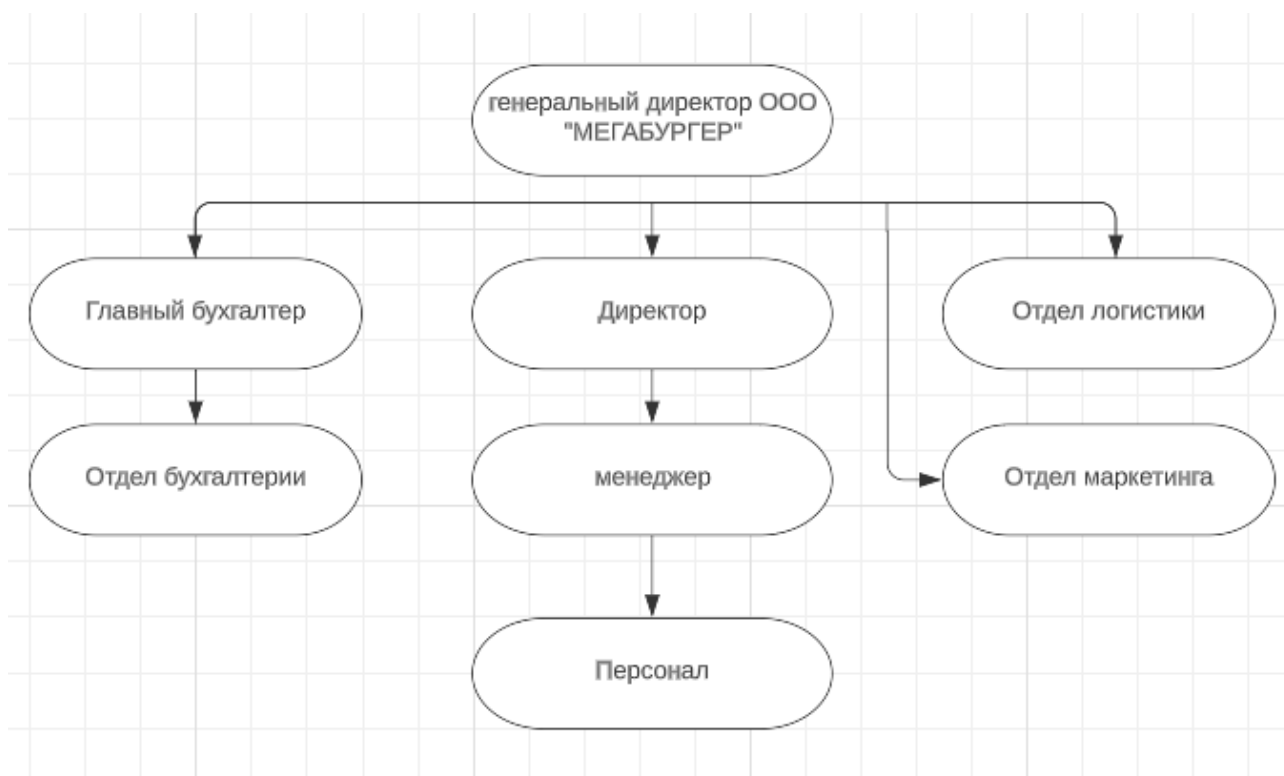 генеральный директор ООО
"МЕГАБУРГЕР"
Главный бухгалтер
Директор
Отдел логистики
Отдел бухгалтерии
менеджер
Отдел маркетинга
Персонал